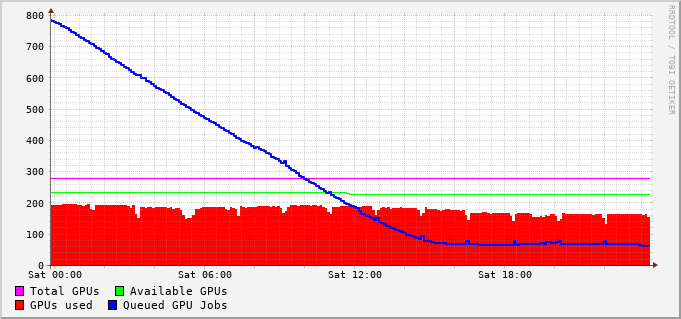 800
700
600
500
400
300
200
100
0
Sat 00:00 Sat 06:00 Sat 12:00 Sat 18:00
Total GPUs Available GPUs
GPUs used Queued GPU Jobs
RRDTOOL / TOBI OETIKER